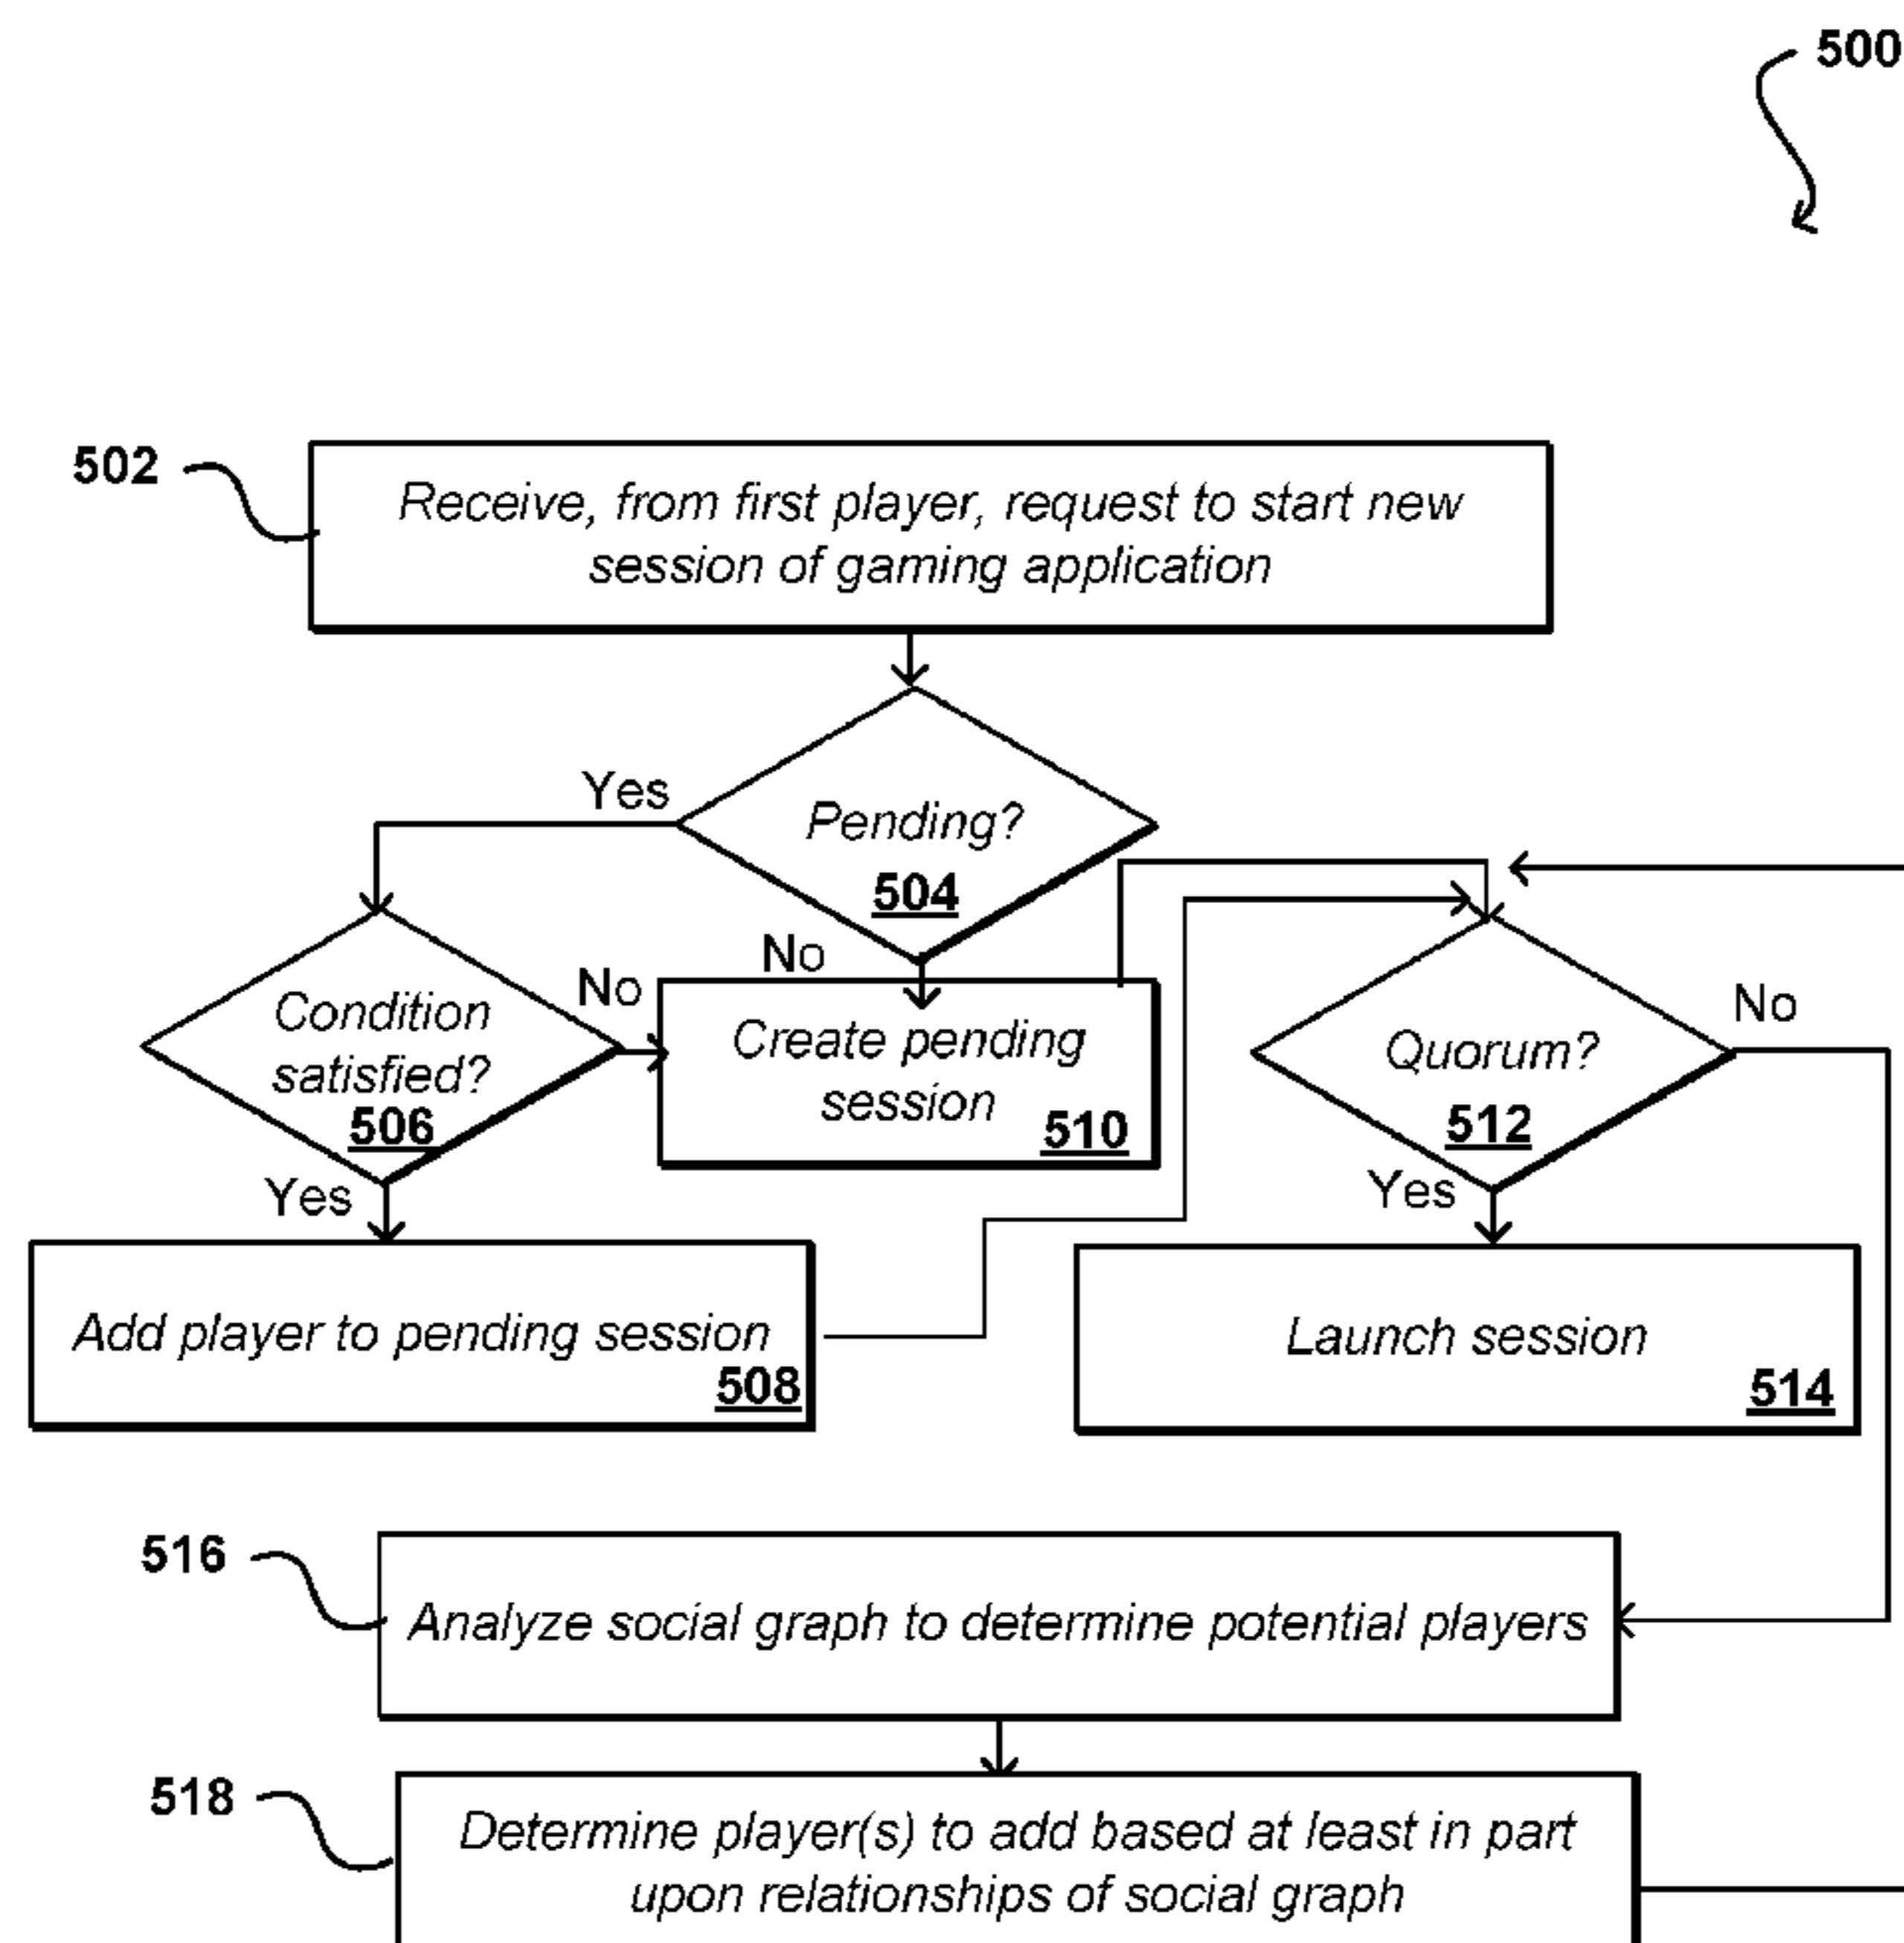 500
502
Receive, from first player, request to start new
session of gaming application
Yes
Pending?
504
No
Condition
satisfied?
506
No
Create pending
session
510
Quorum?
512
No
Yes
Yes
Add player to pending session
508
Launch session
514
516
Analyze social graph to determine potential players
518
Determine player(s) to add based at least in part
upon relationships of social graph